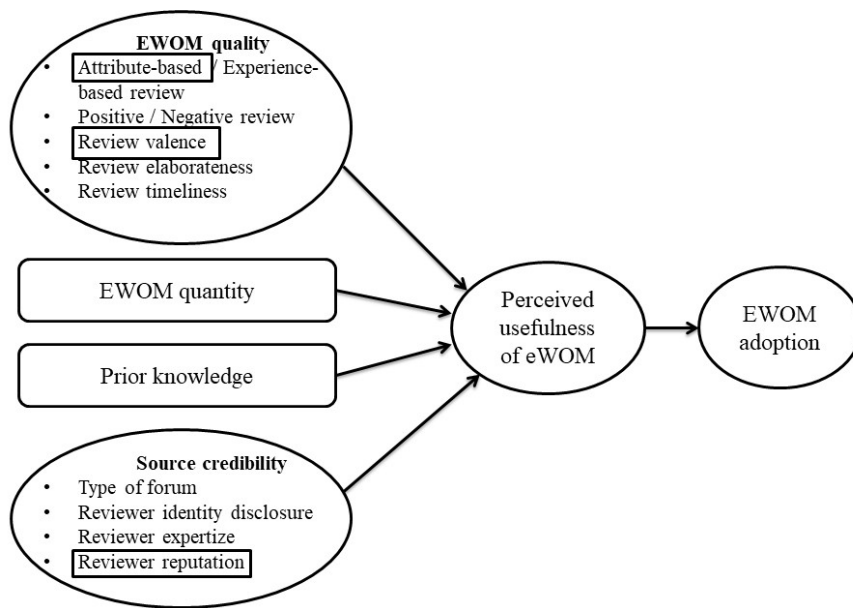 EWOM quality
• Attribute-based / Experience-
based review
• Positive / Negative review
• Review valence
• Review elaborateness
• Review timeliness
EWOM quantity
Prior knowledge
Source credibility
• Type of forum
• Reviewer identity disclosure
• Reviewer expertize
• Reviewer reputation
Perceived
usefulness
of eWOM
EWOM
adoption